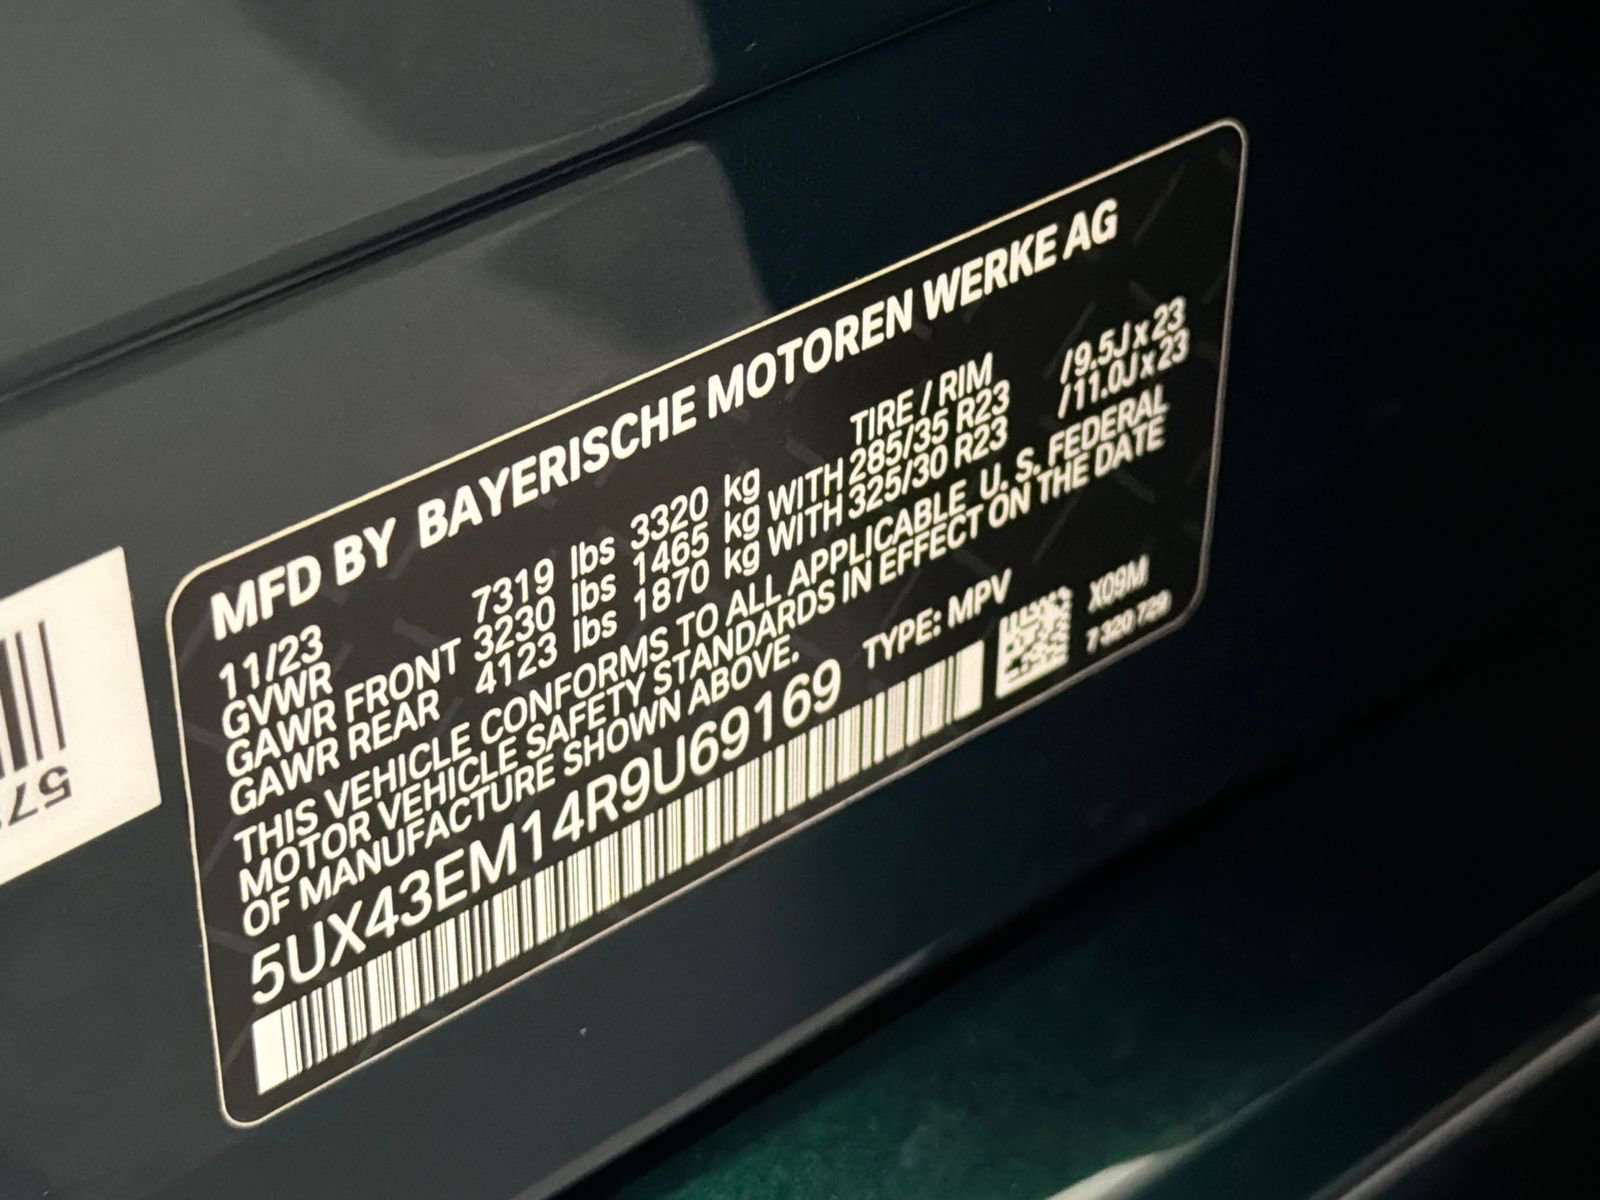 MFD BY BAYERISCHE MOTOREN WERKE AG
11/23 TIRE / RIM
GVWR 7319 lbs 3320 kg
GAWR FRONT 3230 lbs 1465 kg WITH 285/35 R23 /9.5J x 23
GAWR REAR 4123 lbs 1870 kg WITH 325/30 R23 /11.0J x 23
THIS VEHICLE CONFORMS TO ALL APPLICABLE U. S. FEDERAL
MOTOR VEHICLE SAFETY STANDARDS IN EFFECT ON THE DATE
OF MANUFACTURE SHOWN ABOVE.
5UX43EM14R9U69169 TYPE: MPV
X09M
7 320 729